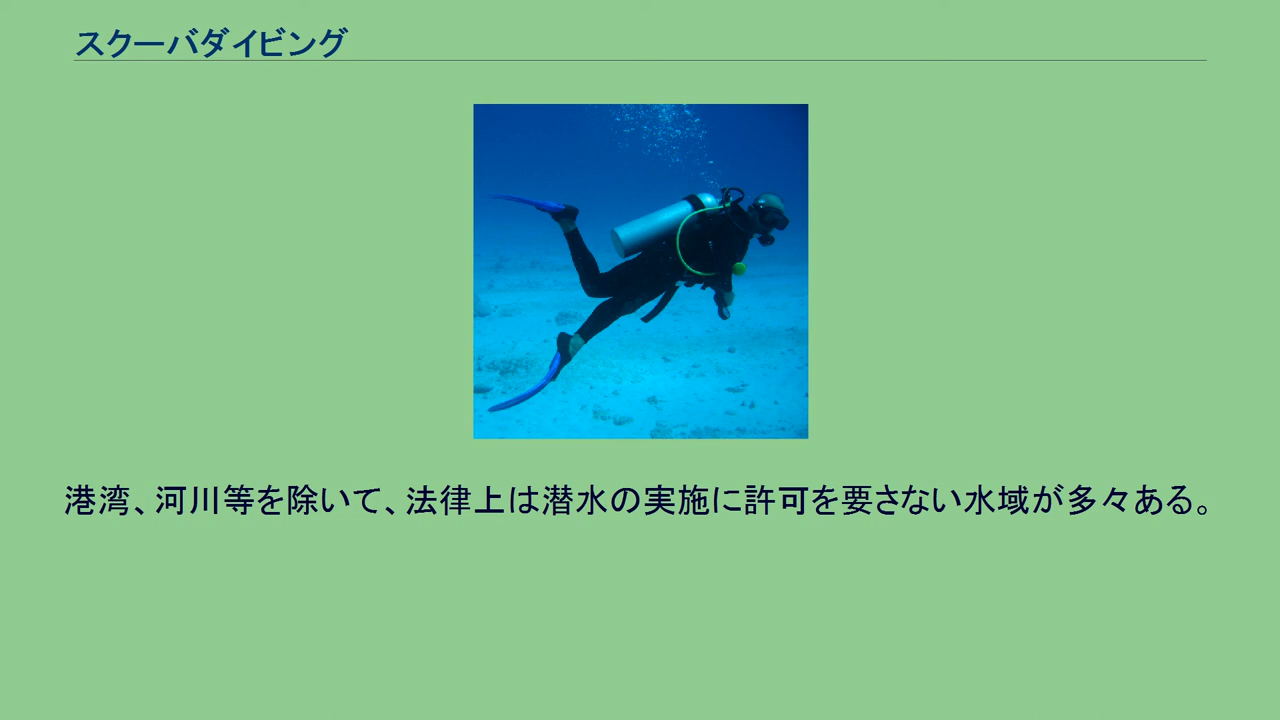 スクーバダイビング
港湾、河川等を除いて、法律上は潜水の実施に許可を要さない水域が多々ある。